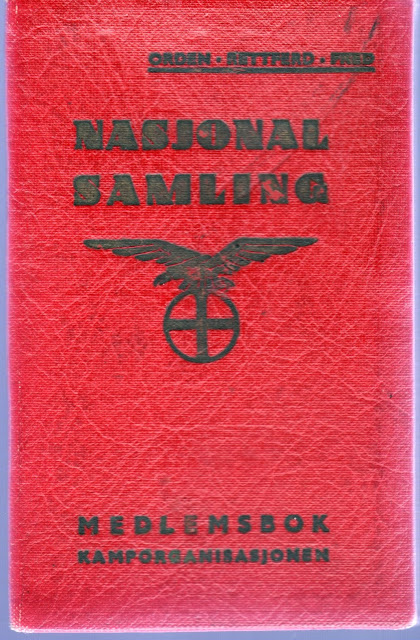 ORDEN · RETTFERD · FRED
NASJONAL
SAMLING
MEDLEMSBOK
KAMPORGANISASJONEN